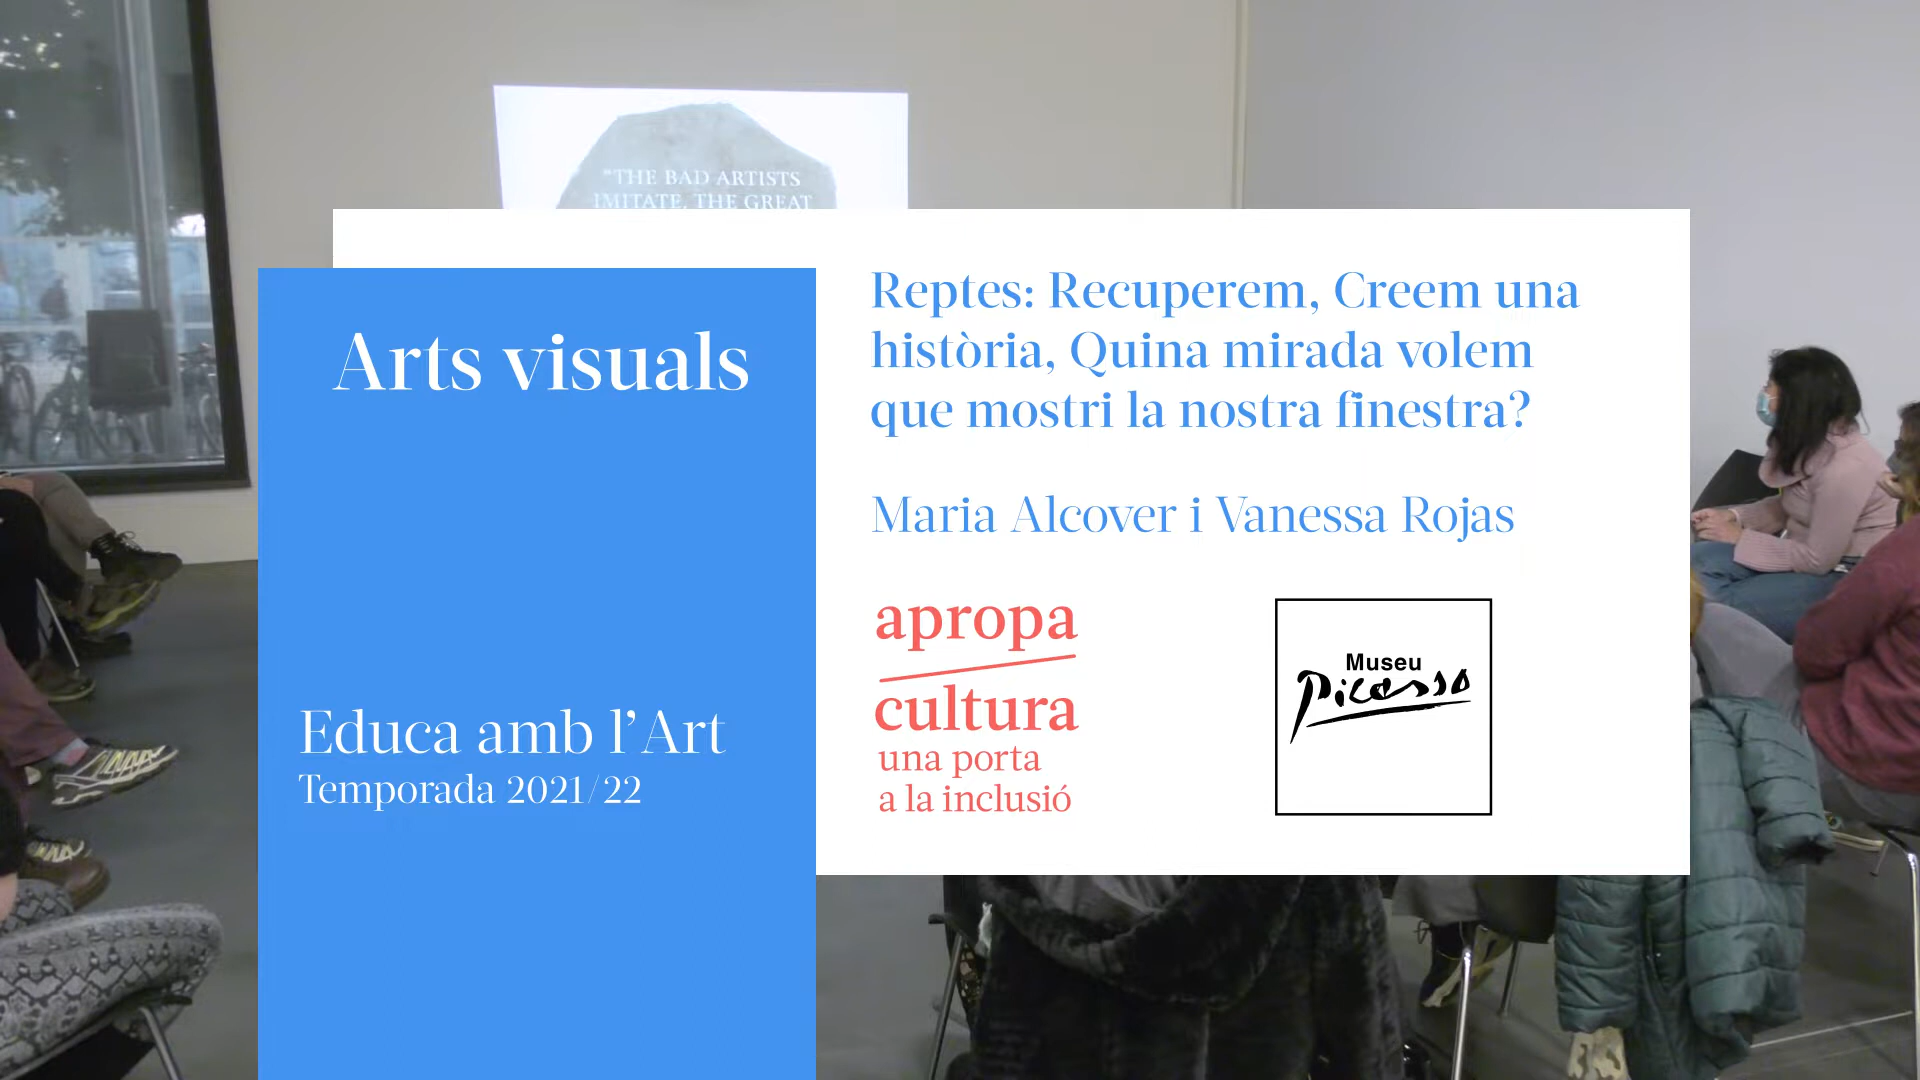 "THE BAD ARTISTS
IMITATE, THE GREAT
Arts visuals
Educa amb l'Art
Temporada 2021/22
Reptes: Recuperem, Creem una
història, Quina mirada volem
que mostri la nostra finestra?
Maria Alcover i Vanessa Rojas
apropa
cultura
una porta
a la inclusió
Museu
Picasso